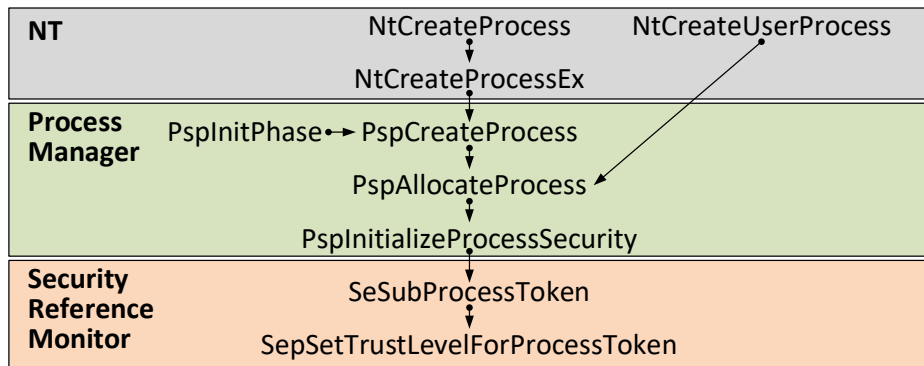 NT
NtCreateProcess
NtCreateUserProcess
NtCreateProcessEx
Process
Manager
PspInitPhase
PspCreateProcess
PspAllocateProcess
PspInitializeProcessSecurity
Security
Reference
Monitor
SeSubProcessToken
SepSetTrustLevelForProcessToken